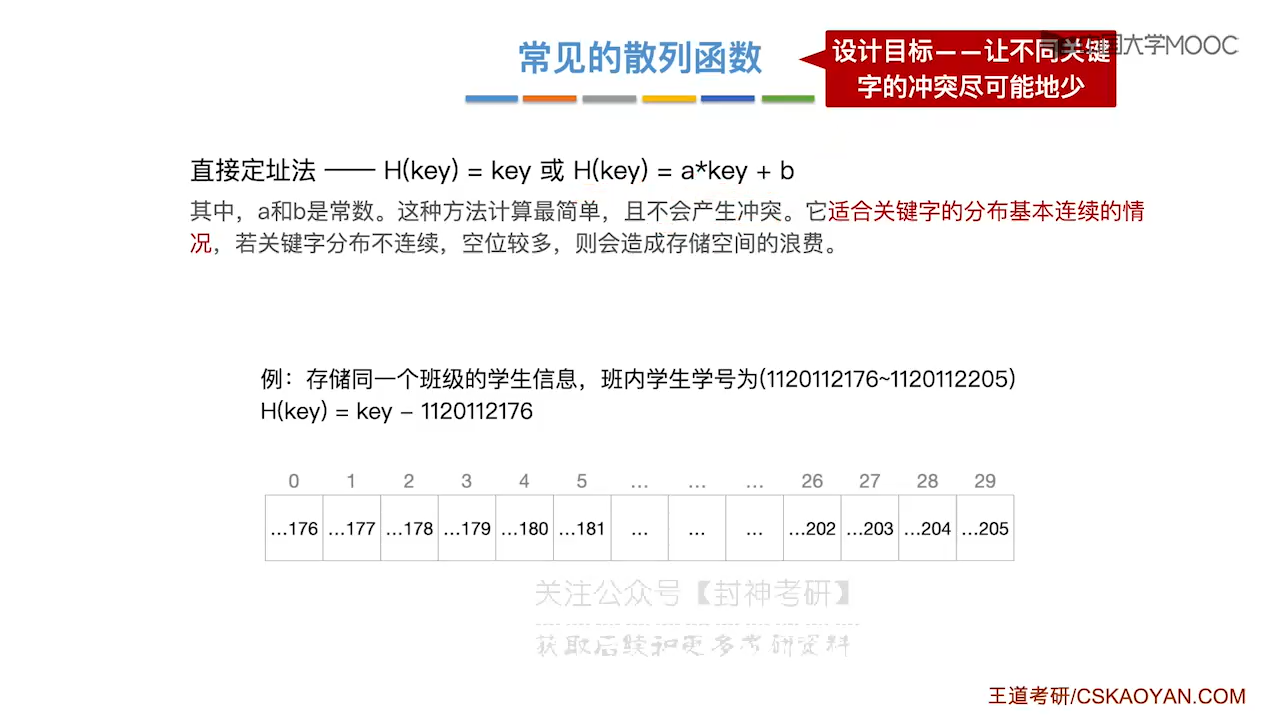 常见的散列函数
设计目标——让不同关键
字的冲突尽可能地少
中国大学MOOC
直接定址法 —— H(key) = key 或 H(key) = a*key + b
其中，a和b是常数。这种方法计算最简单，且不会产生冲突。它适合关键字的分布基本连续的情
况，若关键字分布不连续，空位较多，则会造成存储空间的浪费。
例：存储同一个班级的学生信息，班内学生学号为(1120112176~1120112205)
H(key) = key – 1120112176
0 1 2 3 4 5 … … … 26 27 28 29
…176 …177 …178 …179 …180 …181 … … … …202 …203 …204 …205
关注公众号【封神考研】
获取后续和更多考研资料
王道考研/CSKAOYAN.COM